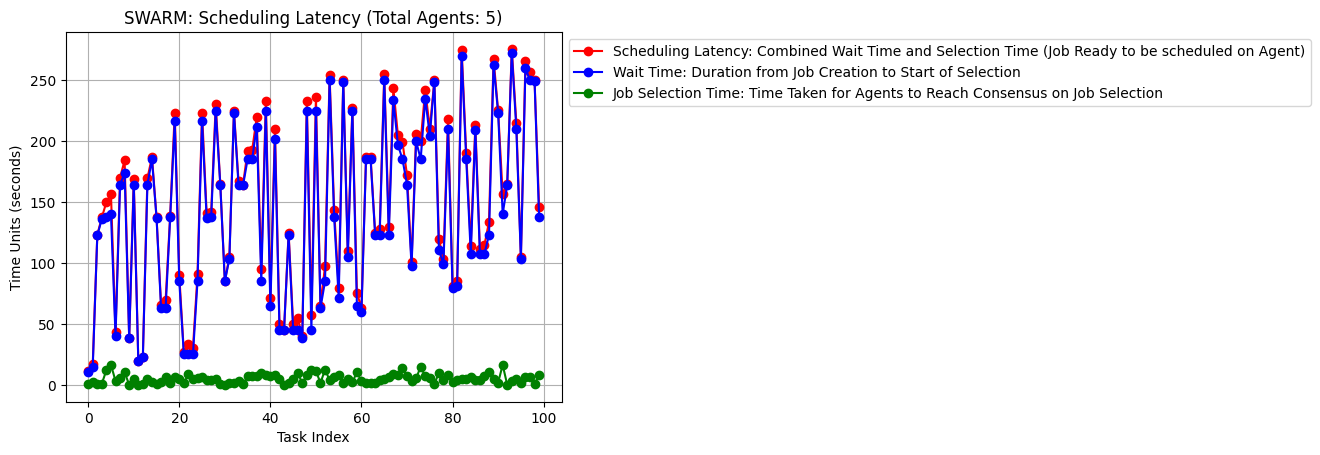 SWARM: Scheduling Latency (Total Agents: 5)
Scheduling Latency: Combined Wait Time and Selection Time (Job Ready to be scheduled on Agent)
Wait Time: Duration from Job Creation to Start of Selection
Job Selection Time: Time Taken for Agents to Reach Consensus on Job Selection
Time Units (seconds)
250
200
150
100
50
0
0 20 40 60 80 100
Task Index